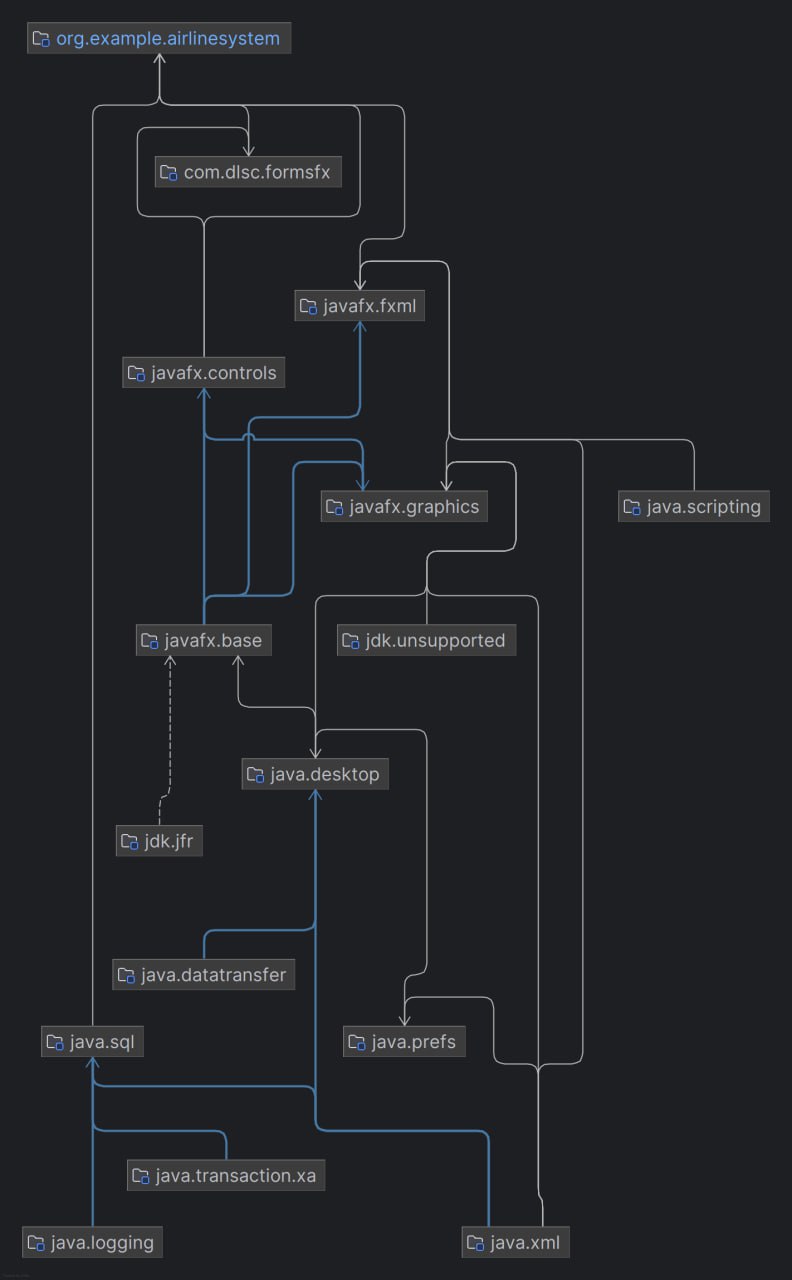 org.example.airlinesystem
com.dlsc.formsfx
javafx.fxml
javafx.controls
javafx.graphics
java.scripting
javafx.base
jdk.unsupported
java.desktop
jdk.jfr
java.datatransfer
java.sql
java.prefs
java.transaction.xa
java.logging
java.xml